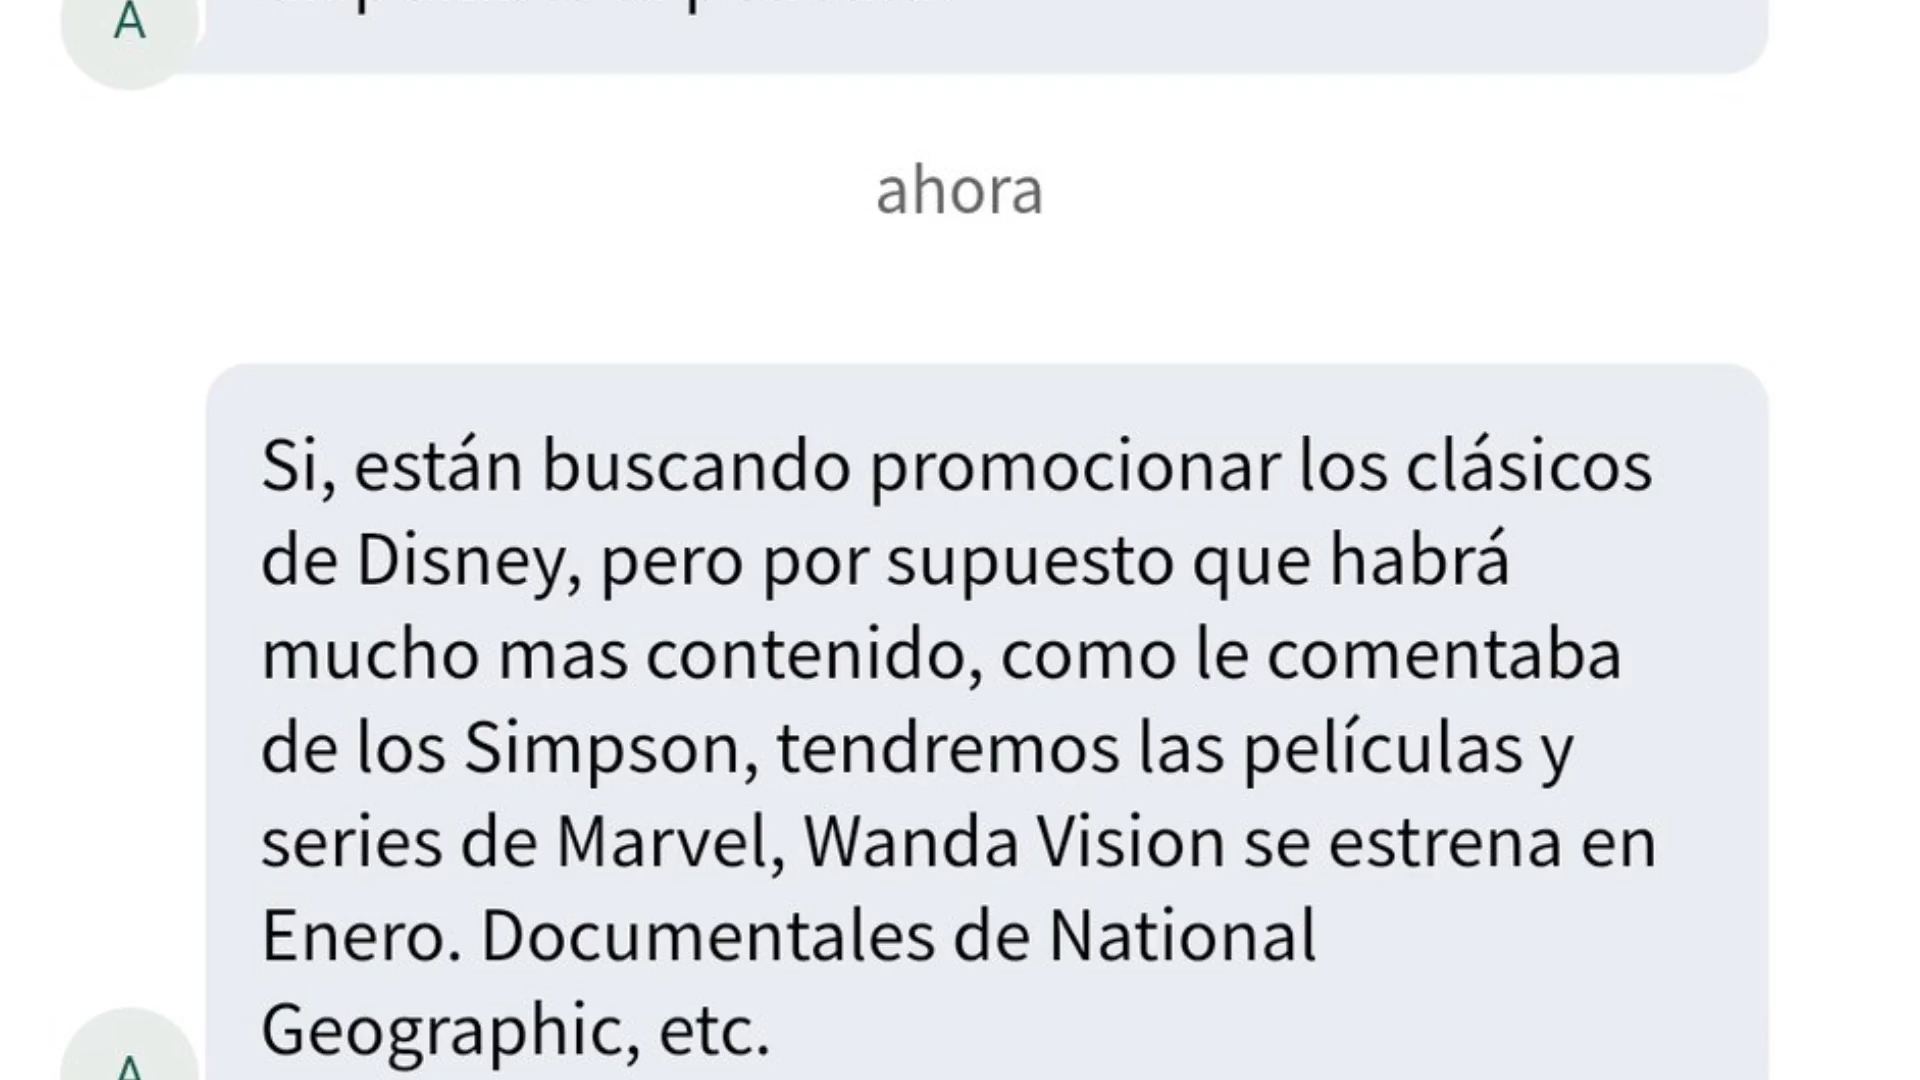 A
ahora
Si, están buscando promocionar los clásicos
de Disney, pero por supuesto que habrá
mucho mas contenido, como le comentaba
de los Simpson, tendremos las películas y
series de Marvel, Wanda Vision se estrena en
Enero. Documentales de National
Geographic, etc.
A